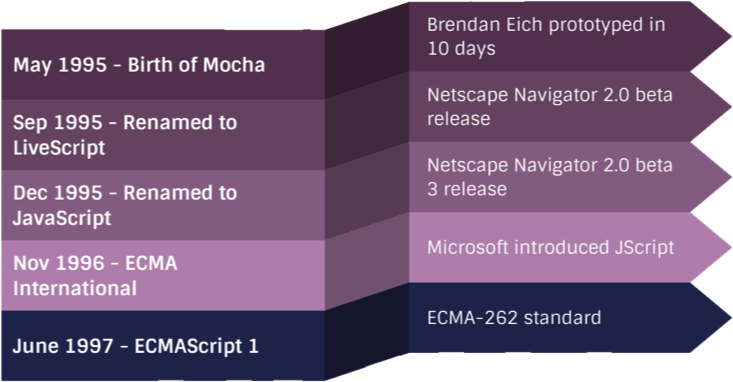 May 1995 - Birth of Mocha
Brendan Eich prototyped in
10 days
Sep 1995 - Renamed to
LiveScript
Netscape Navigator 2.0 beta
release
Dec 1995 - Renamed to
JavaScript
Netscape Navigator 2.0 beta
3 release
Nov 1996 - ECMA
International
Microsoft introduced JScript
June 1997 - ECMAScript 1
ECMA-262 standard